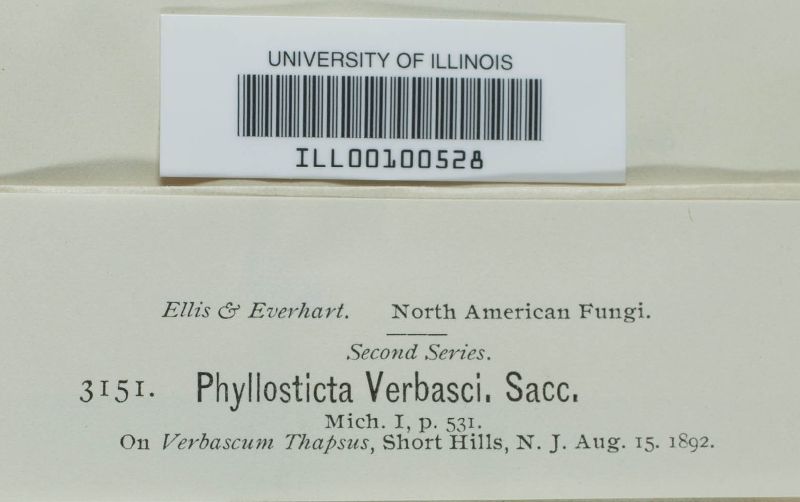 UNIVERSITY OF ILLINOIS
ILL00100528
Ellis & Everhart. North American Fungi.
Second Series.
3151. Phyllosticta Verbasci. Sacc.
Mich. I, p. 531.
On Verbascum Thapsus, Short Hills, N. J. Aug. 15. 1892.